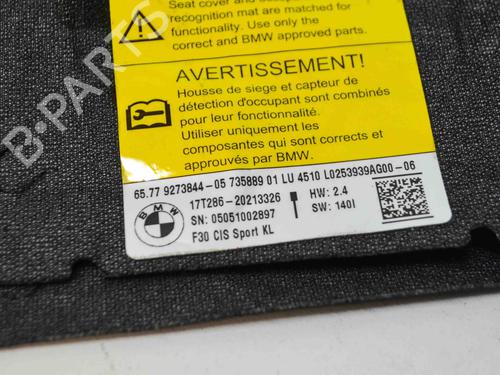 Seat cover and
recognition mat are matched for
functionality. Use only the
correct and BMW approved parts.
AVERTISSEMENT!
Housse de siege et capteur de
détection d'occupant sont combinés
pour leur fonctionalité.
Utiliser uniquement les
composantes qui sont corrects et
approuvés par BMW.
65.77 9273844-05 735889 01 LU 4510 L0253939AG00-06
BMW
17T286-20213326
HW: 2.4
SN: 05051002897
SW: 140I
F30 CIS Sport KL
B-PARTS